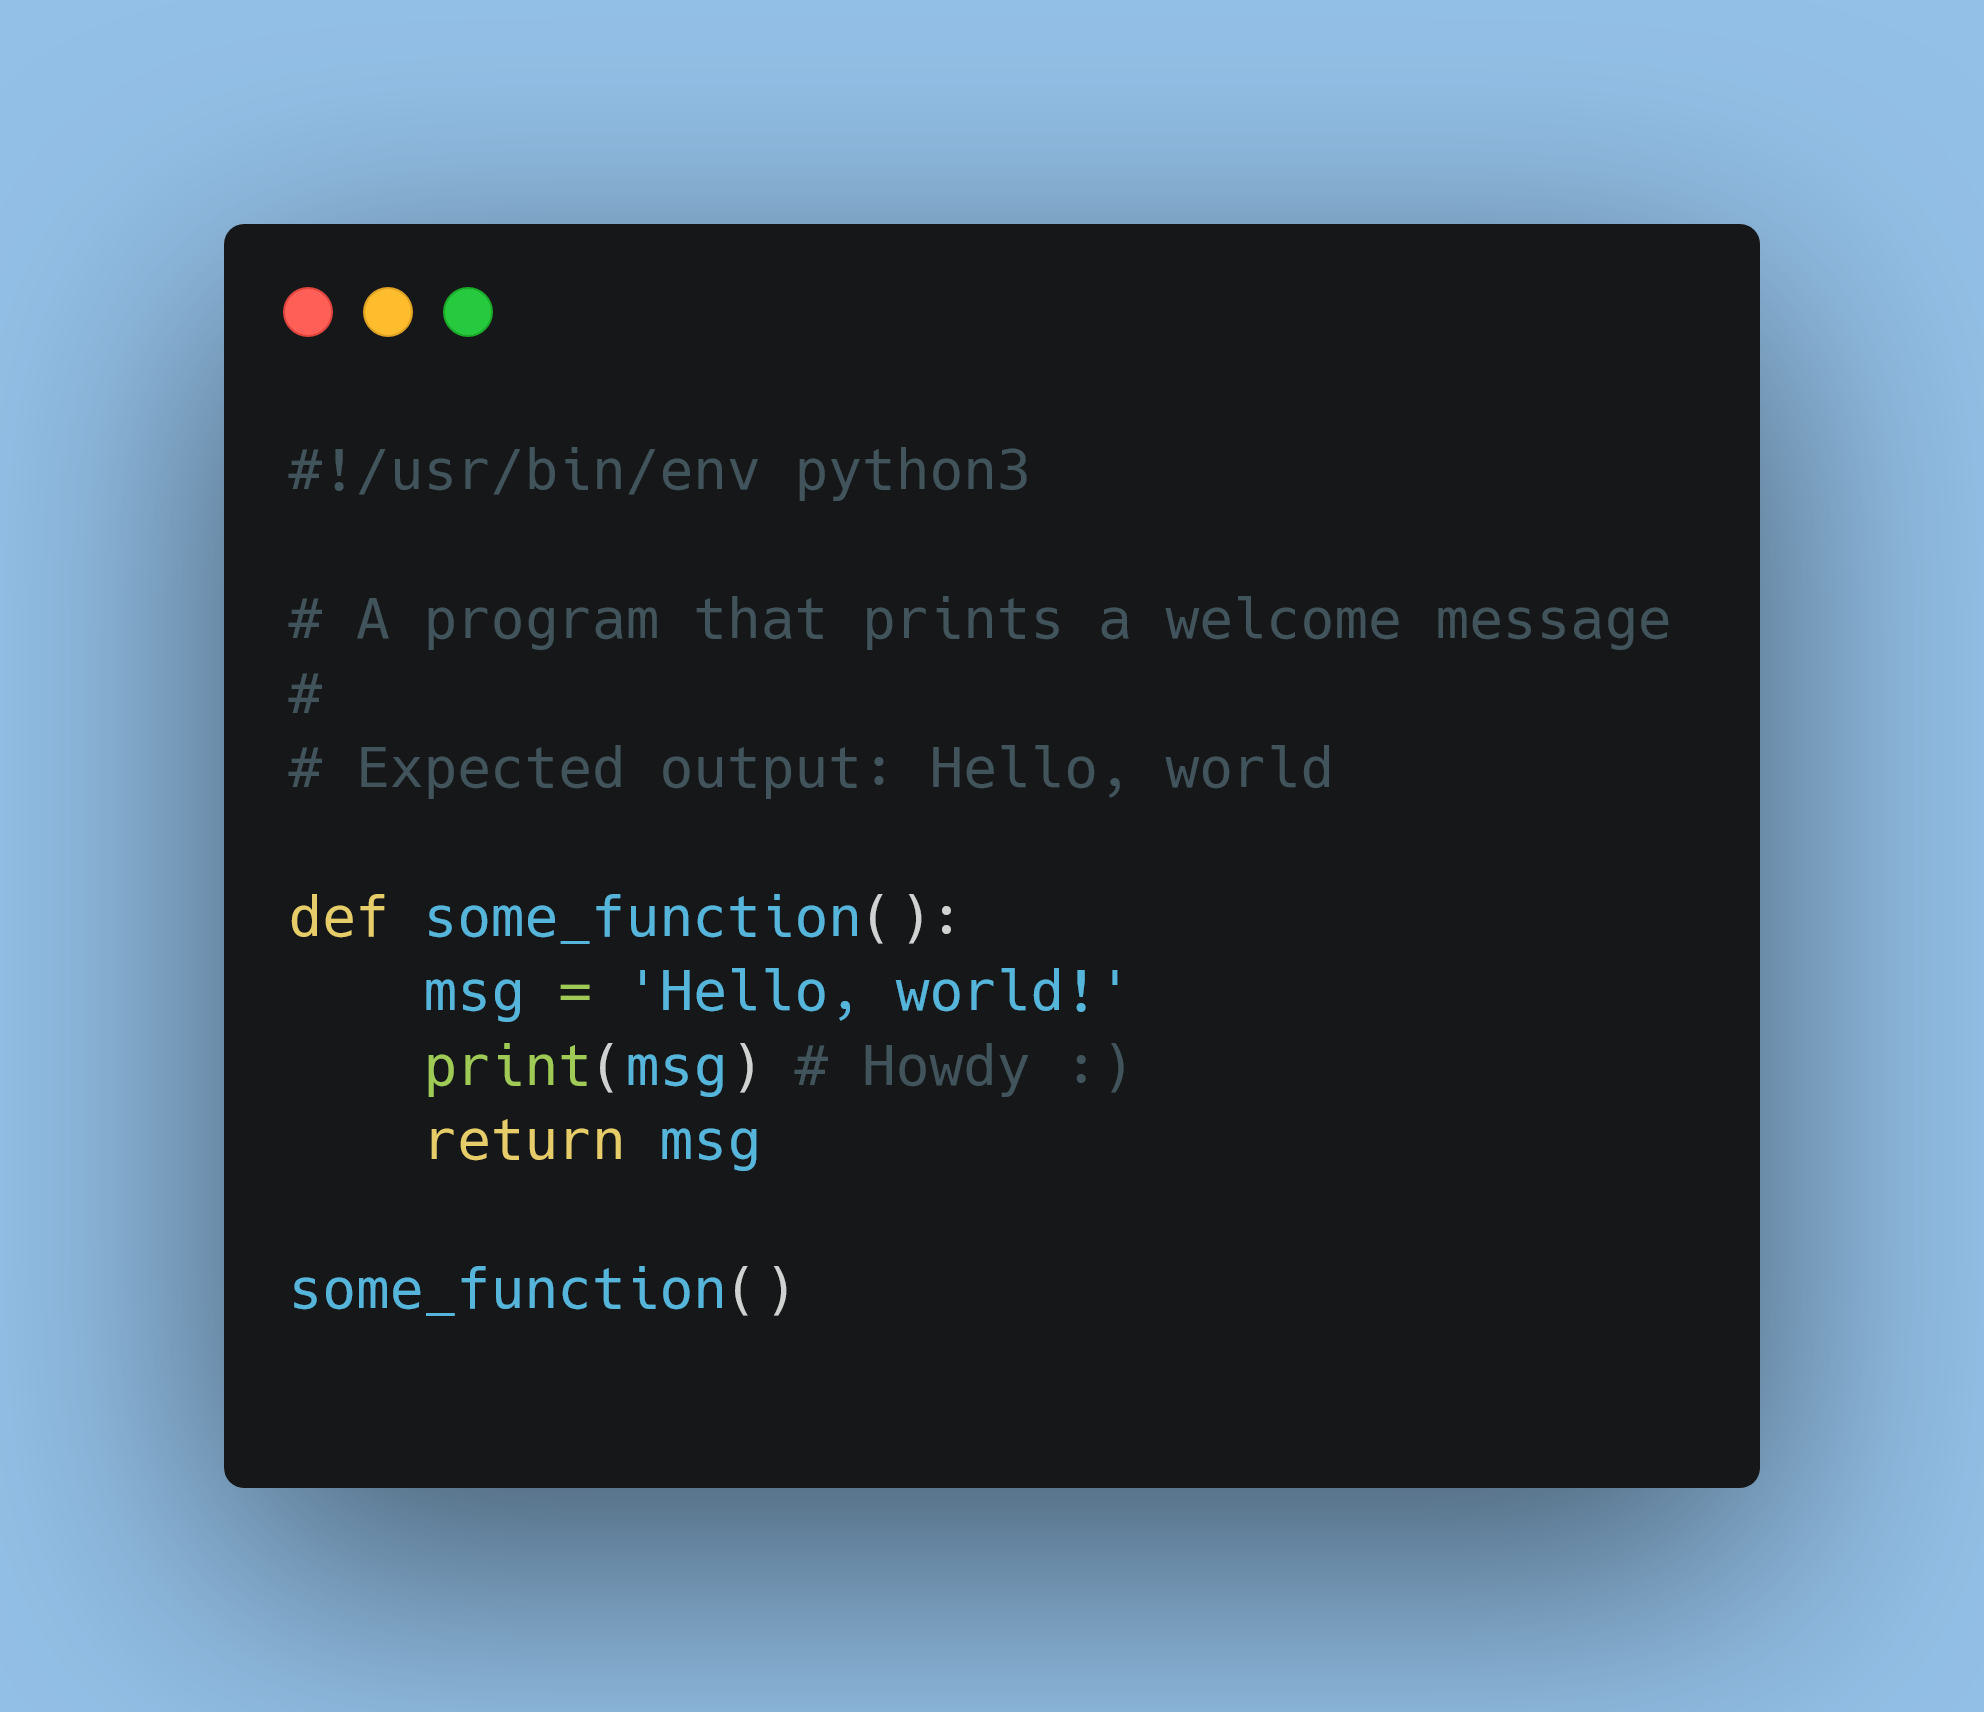 #!/usr/bin/env python3
# A program that prints a welcome message
#
# Expected output: Hello, world
def some_function():
    msg = 'Hello, world!'
    print(msg) # Howdy :)
    return msg
some_function()